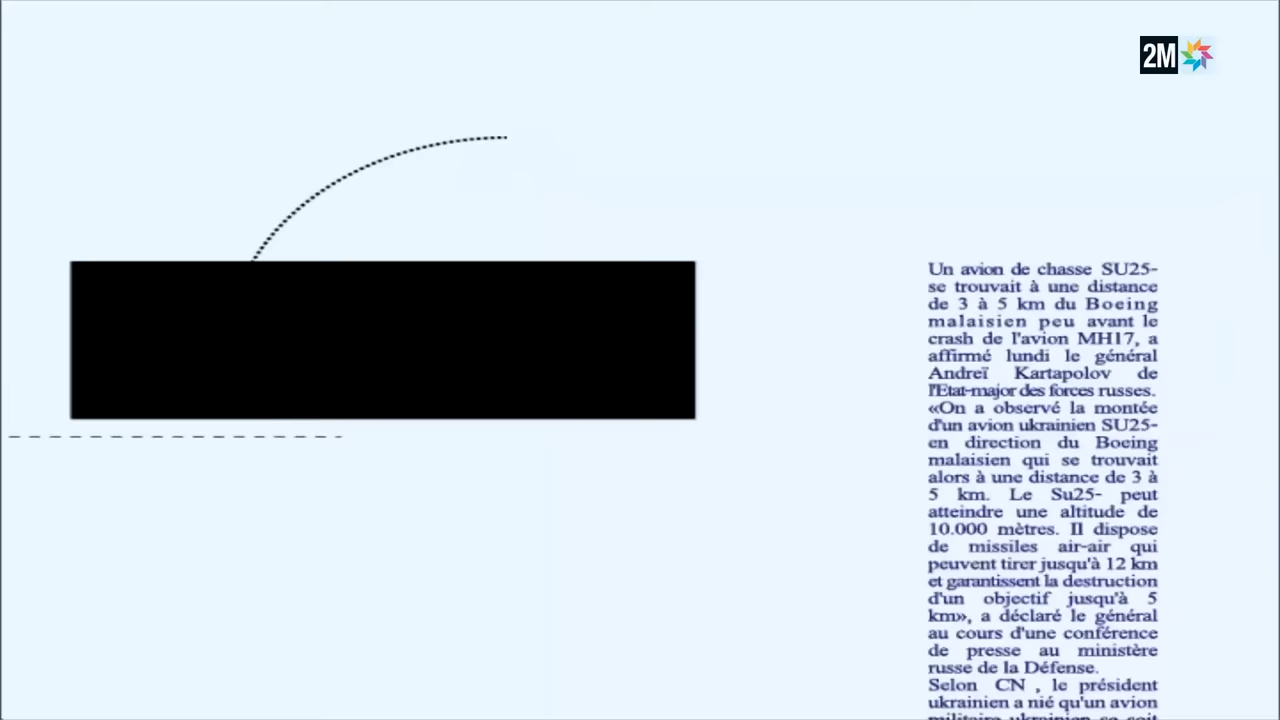 2M
Un avion de chasse SU25-
se trouvait à une distance
de 3 à 5 km du Boeing
malaisien peu avant le
crash de l'avion MH17, a
affirmé lundi le général
Andreï Kartapolov de
l'Etat-major des forces russes.
«On a observé la montée
d'un avion ukrainien SU25-
en direction du Boeing
malaisien qui se trouvait
alors à une distance de 3 à
5 km. Le Su25- peut
atteindre une altitude de
10.000 mètres. Il dispose
de missiles air-air qui
peuvent tirer jusqu'à 12 km
et garantissent la destruction
d'un objectif jusqu'à 5
km», a déclaré le général
au cours d'une conférence
de presse au ministère
russe de la Défense.
Selon CN , le président
ukrainien a nié qu'un avion
militaire ukrainien se soit